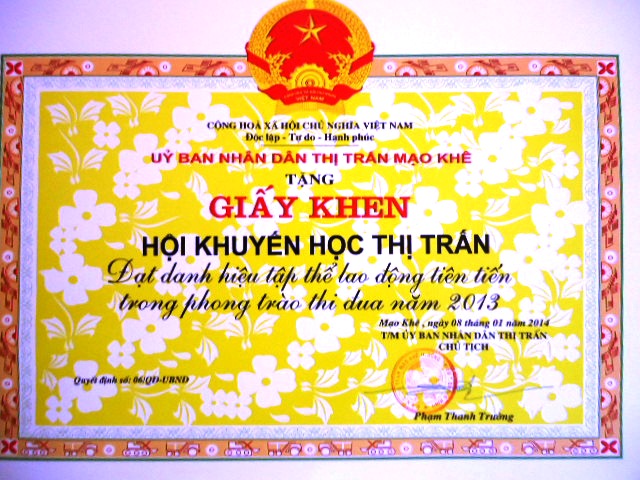 VIỆT NAM
CỘNG HOÀ XÃ HỘI CHỦ NGHĨA VIỆT NAM
Độc lập - Tự do - Hạnh phúc
UỶ BAN NHÂN DÂN THỊ TRẤN MẠO KHÊ
TẶNG
GIẤY KHEN
HỘI KHUYẾN HỌC THỊ TRẤN
Đạt danh hiệu tập thể lao động tiên tiến
trong phong trào thi đua năm 2013
Mạo Khê , ngày 08 tháng 01 năm 2014
T/M ỦY BAN NHÂN DÂN THỊ TRẤN
CHỦ TỊCH
Quyết định số: 06/QĐ-UBND
Phạm Thanh Trường